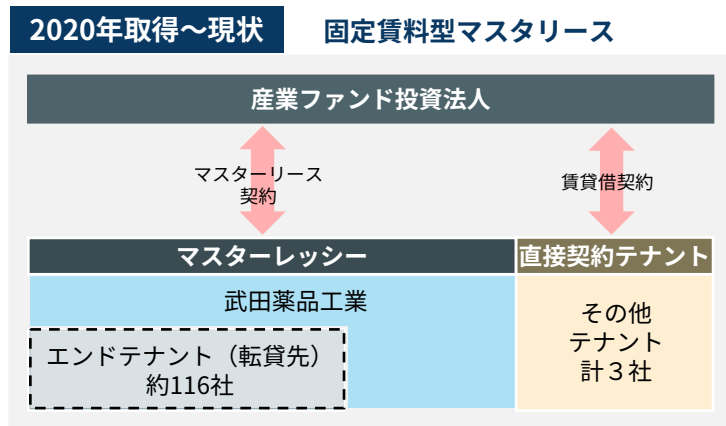 2020年取得～現状
固定賃料型マスタリース
産業ファンド投資法人
マスターリース
契約
賃貸借契約
マスターレッシー
直接契約テナント
武田薬品工業
エンドテナント（転貸先）
約116社
その他
テナント
計３社